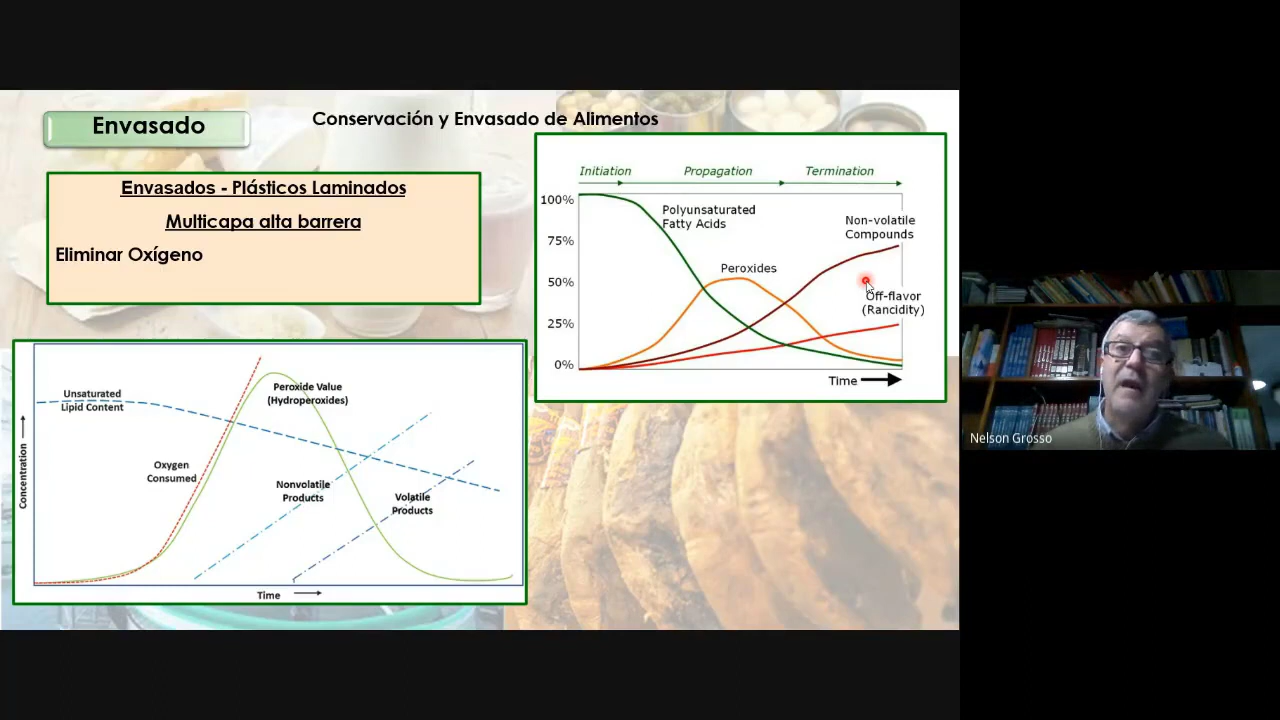 Envasado
Conservación y Envasado de Alimentos
Envasados - Plásticos Laminados
Multicapa alta barrera
Eliminar Oxígeno
Initiation
Propagation
Termination
100%
75%
50%
25%
0%
Polyunsaturated
Fatty Acids
Peroxides
Non-volatile
Compounds
Off-flavor
(Rancidity)
Time
Unsaturated
Lipid Content
Peroxide Value
(Hydroperoxides)
Oxygen
Consumed
Nonvolatile
Products
Volatile
Products
Concentration
Time
Nelson Grosso